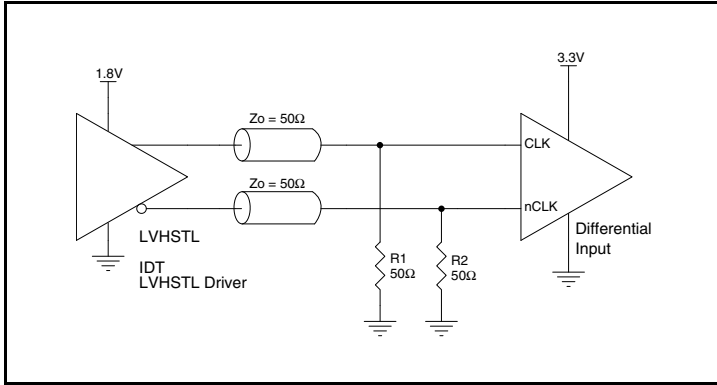 1.8V
3.3V
Zo = 50Ω
CLK
Zo = 50Ω
nCLK
LVHSTL
IDT
LVHSTL Driver
R1
50Ω
R2
50Ω
Differential
Input